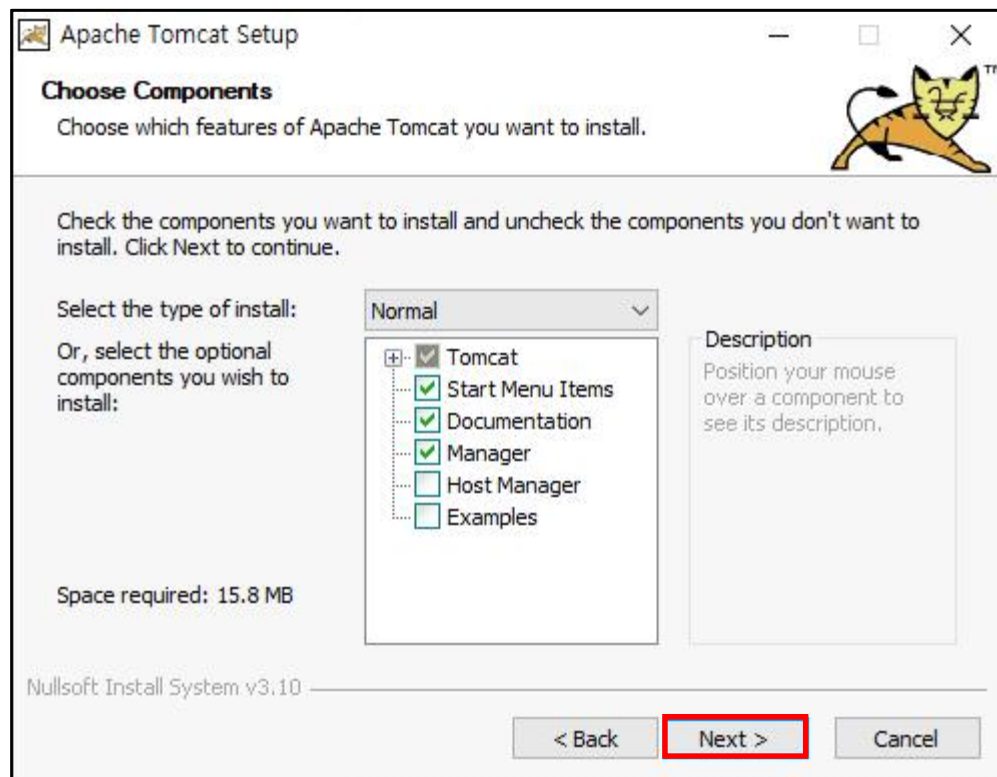 Apache Tomcat Setup
TM
Choose Components
Choose which features of Apache Tomcat you want to install.
Check the components you want to install and uncheck the components you don't want to
install. Click Next to continue.
Select the type of install:
Normal
Or, select the optional
components you wish to
install:
Tomcat
Start Menu Items
Documentation
Manager
Host Manager
Examples
Description
Position your mouse
over a component to
see its description.
Space required: 15.8 MB
Nullsoft Install System v3.10
< Back
Next >
Cancel